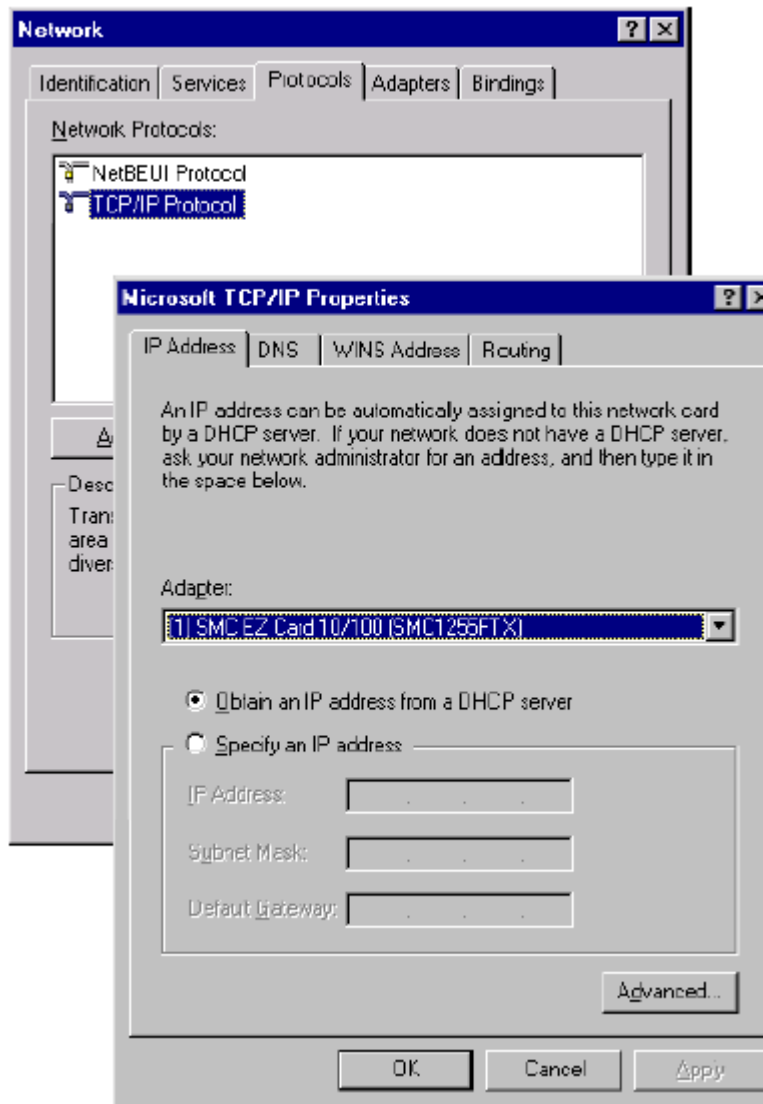 Network
Identification Services Protocols Adapters Bindings
Network Protocols:
NetBEUI Protocol
TCP/IP Protocol
Microsoft TCP/IP Properties
IP Address DNS WINS Address Routing
An IP address can be automatically assigned to this network card
by a DHCP server. If your network does not have a DHCP server,
ask your network administrator for an address, and then type it in
the space below.
A
Desc
Trans
area
divers
Adapter:
[1] SMC EZ Card 10/100 (SMC1255FTX)
Obtain an IP address from a DHCP server
Specify an IP address
IP Address:
Subnet Mask:
Default Gateway:
Advanced...
OK Cancel Apply